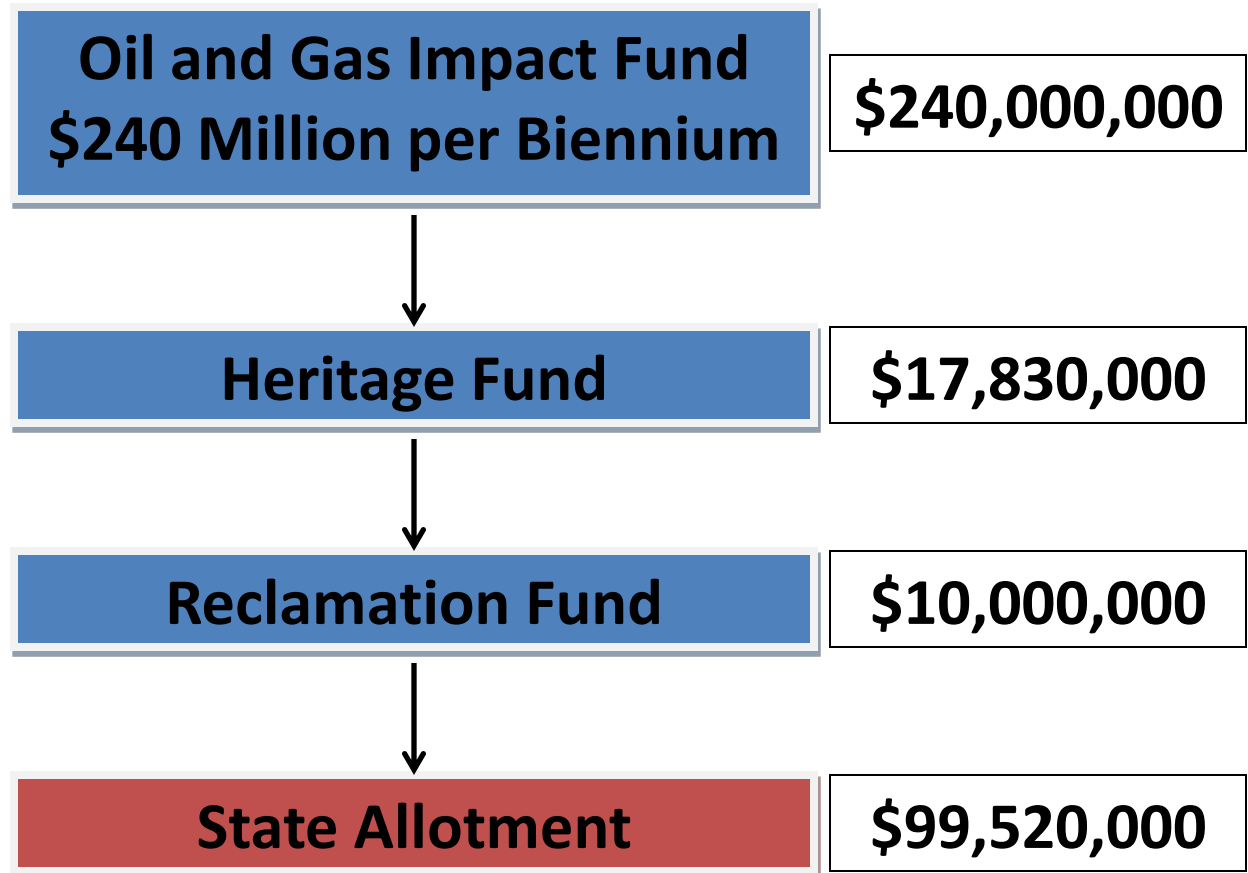 Oil and Gas Impact Fund
$240 Million per Biennium
$240,000,000
Heritage Fund
$17,830,000
Reclamation Fund
$10,000,000
State Allotment
$99,520,000